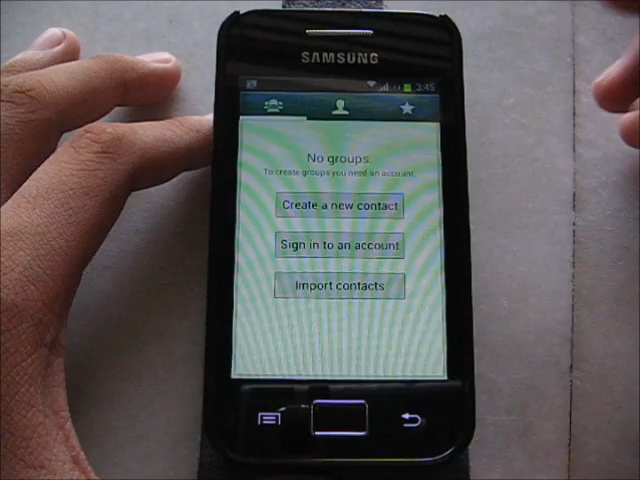 SAMSUNG
3:45
No groups.
To create groups you need an account.
Create a new contact
Sign in to an account
Import contacts